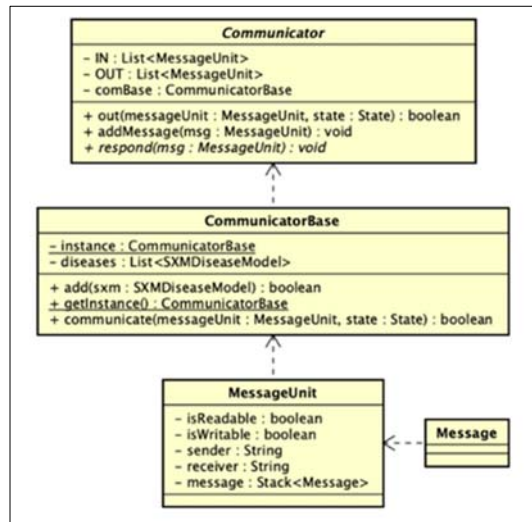 Communicator
- IN : List<MessageUnit>
- OUT : List<MessageUnit>
- comBase : CommunicatorBase
+ out(messageUnit : MessageUnit, state : State) : boolean
+ addMessage(msg : MessageUnit) : void
+ respond(msg : MessageUnit) : void
CommunicatorBase
- instance : CommunicatorBase
- diseases : List<SXMDiseaseModel>
+ add(sxm : SXMDiseaseModel) : boolean
+ getInstance() : CommunicatorBase
+ communicate(messageUnit : MessageUnit, state : State) : boolean
MessageUnit
- isReadable : boolean
- isWritable : boolean
- sender : String
- receiver : String
- message : Stack<Message>
Message